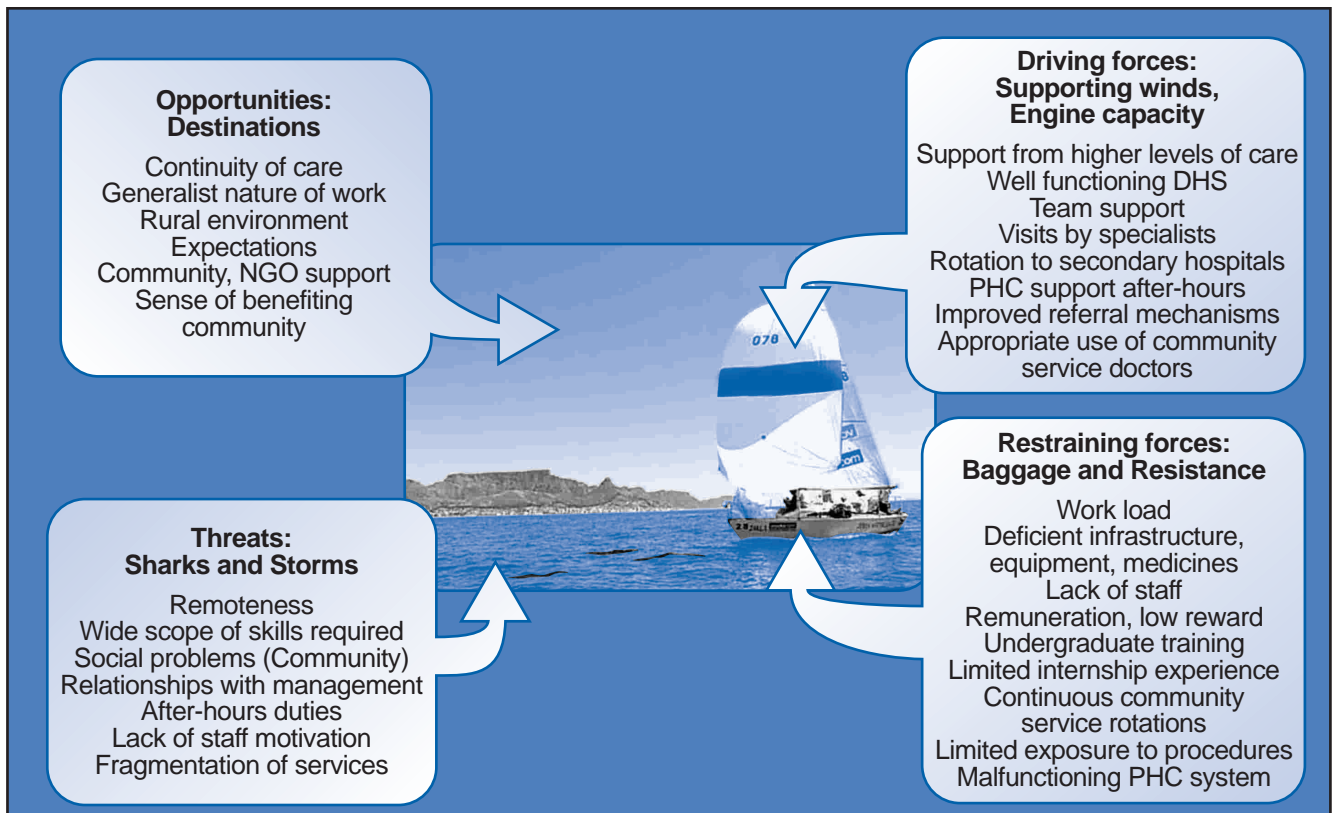 Opportunities:
Destinations
Continuity of care
Generalist nature of work
Rural environment
Expectations
Community, NGO support
Sense of benefiting
community
Driving forces:
Supporting winds,
Engine capacity
Support from higher levels of care
Well functioning DHS
Team support
Visits by specialists
Rotation to secondary hospitals
PHC support after-hours
Improved referral mechanisms
Appropriate use of community
service doctors
078
.com
Threats:
Sharks and Storms
Remoteness
Wide scope of skills required
Social problems (Community)
Relationships with management
After-hours duties
Lack of staff motivation
Fragmentation of services
Restraining forces:
Baggage and Resistance
Work load
Deficient infrastructure,
equipment, medicines
Lack of staff
Remuneration, low reward
Undergraduate training
Limited internship experience
Continuous community
service rotations
Limited exposure to procedures
Malfunctioning PHC system